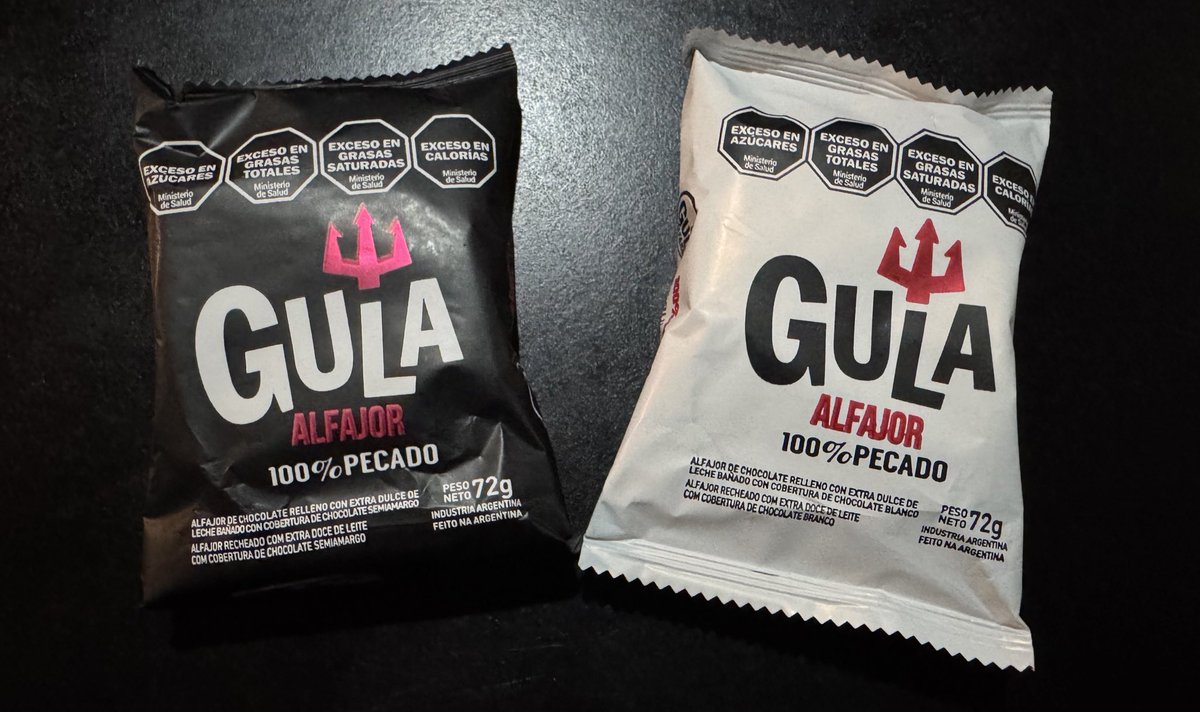 EXCESO EN
AZÚCARES
Ministerio
de Salud
EXCESO EN
GRASAS
TOTALES
Ministerio
de Salud
EXCESO EN
GRASAS
SATURADAS
Ministerio
de Salud
EXCESO EN
CALORÍAS
Ministerio
de Salud
GULA
ALFAJOR
100% PECADO
ALFAJOR DE CHOCOLATE RELLENO CON EXTRA DULCE DE
LECHE BAÑADO CON COBERTURA DE CHOCOLATE SEMIAMARGO
ALFAJOR RECHEADO COM EXTRA DOCE DE LEITE
COM COBERTURA DE CHOCOLATE SEMIAMARGO
PESO
NETO 72g
INDUSTRIA ARGENTINA
FEITO NA ARGENTINA
EXCESO EN
AZÚCARES
Ministerio
de Salud
EXCESO EN
GRASAS
TOTALES
Ministerio
de Salud
EXCESO EN
GRASAS
SATURADAS
Ministerio
de Salud
EXCESO EN
CALORÍAS
Ministerio
de Salud
GULA
ALFAJOR
100% PECADO
ALFAJOR DE CHOCOLATE RELLENO CON EXTRA DULCE DE
LECHE BAÑADO CON COBERTURA DE CHOCOLATE BLANCO
ALFAJOR RECHEADO COM EXTRA DOCE DE LEITE
COM COBERTURA DE CHOCOLATE BRANCO
PESO
NETO 72g
INDUSTRIA ARGENTINA
FEITO NA ARGENTINA